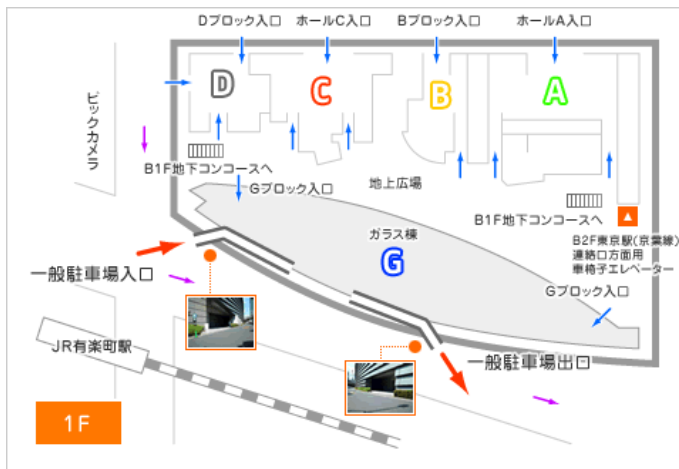 Dブロック入口 ホールC入口 Bブロック入口 ホールA入口
D
C
B
A
ビックカメラ
B1F地下コンコースへ
Gブロック入口
地上広場
B1F地下コンコースへ
ガラス棟
G
B2F東京駅(京葉線)
連絡口方面用
車椅子エレベーター
一般駐車場入口
Gブロック入口
JR有楽町駅
一般駐車場出口
1F